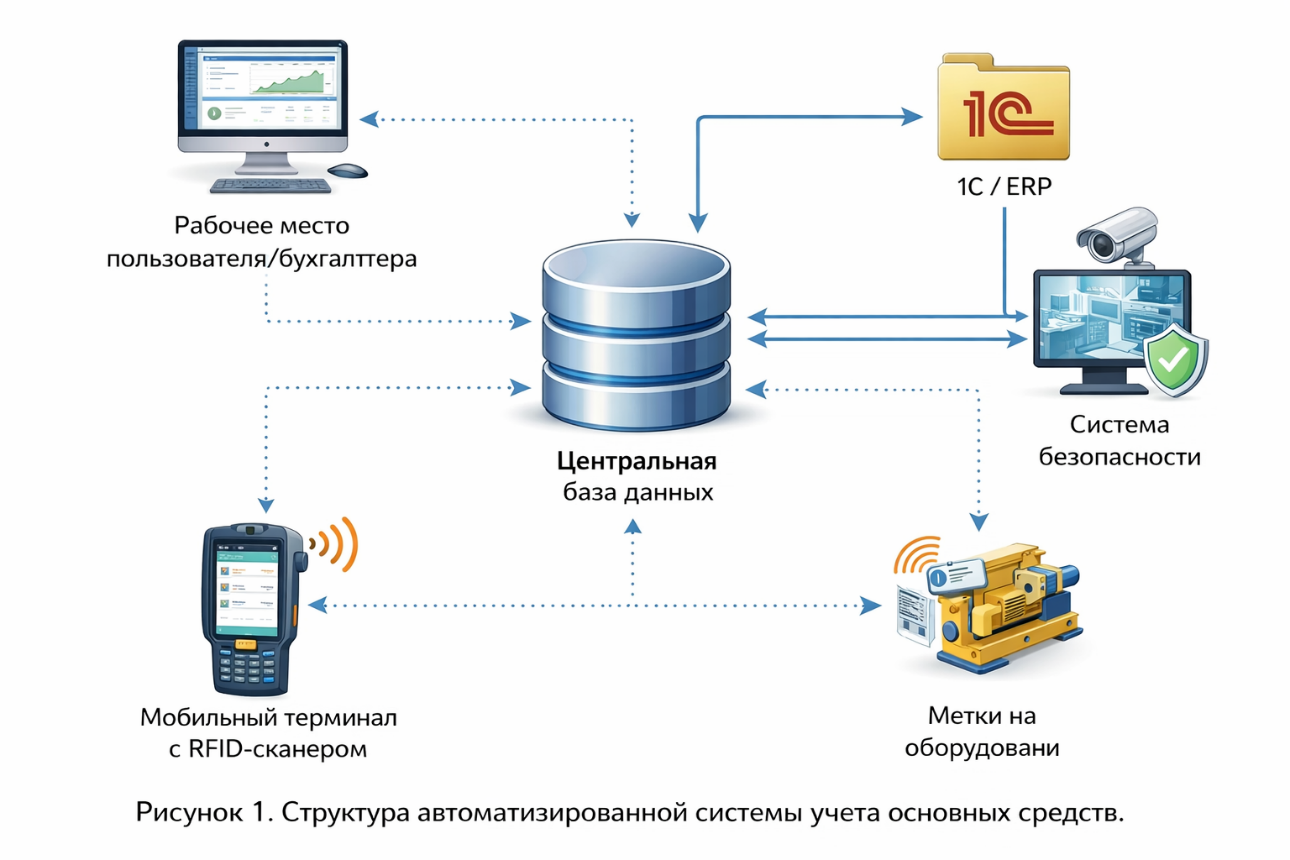 1С
1С / ERP
Рабочее место
пользователя/бухгалттера
Система
безопасности
Центральная
база данных
Мобильный терминал
с RFID-сканером
Метки на
оборудовани
Рисунок 1. Структура автоматизированной системы учета основных средств.